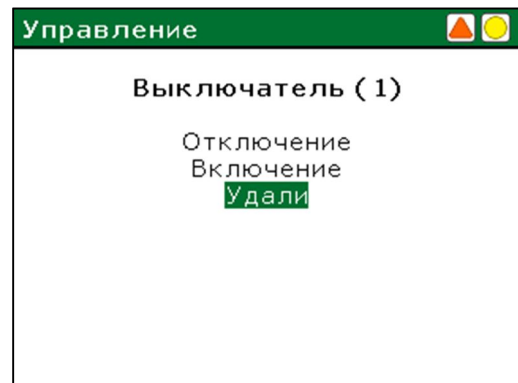 Управление
Выключатель (1)
Отключение
Включение
Удали